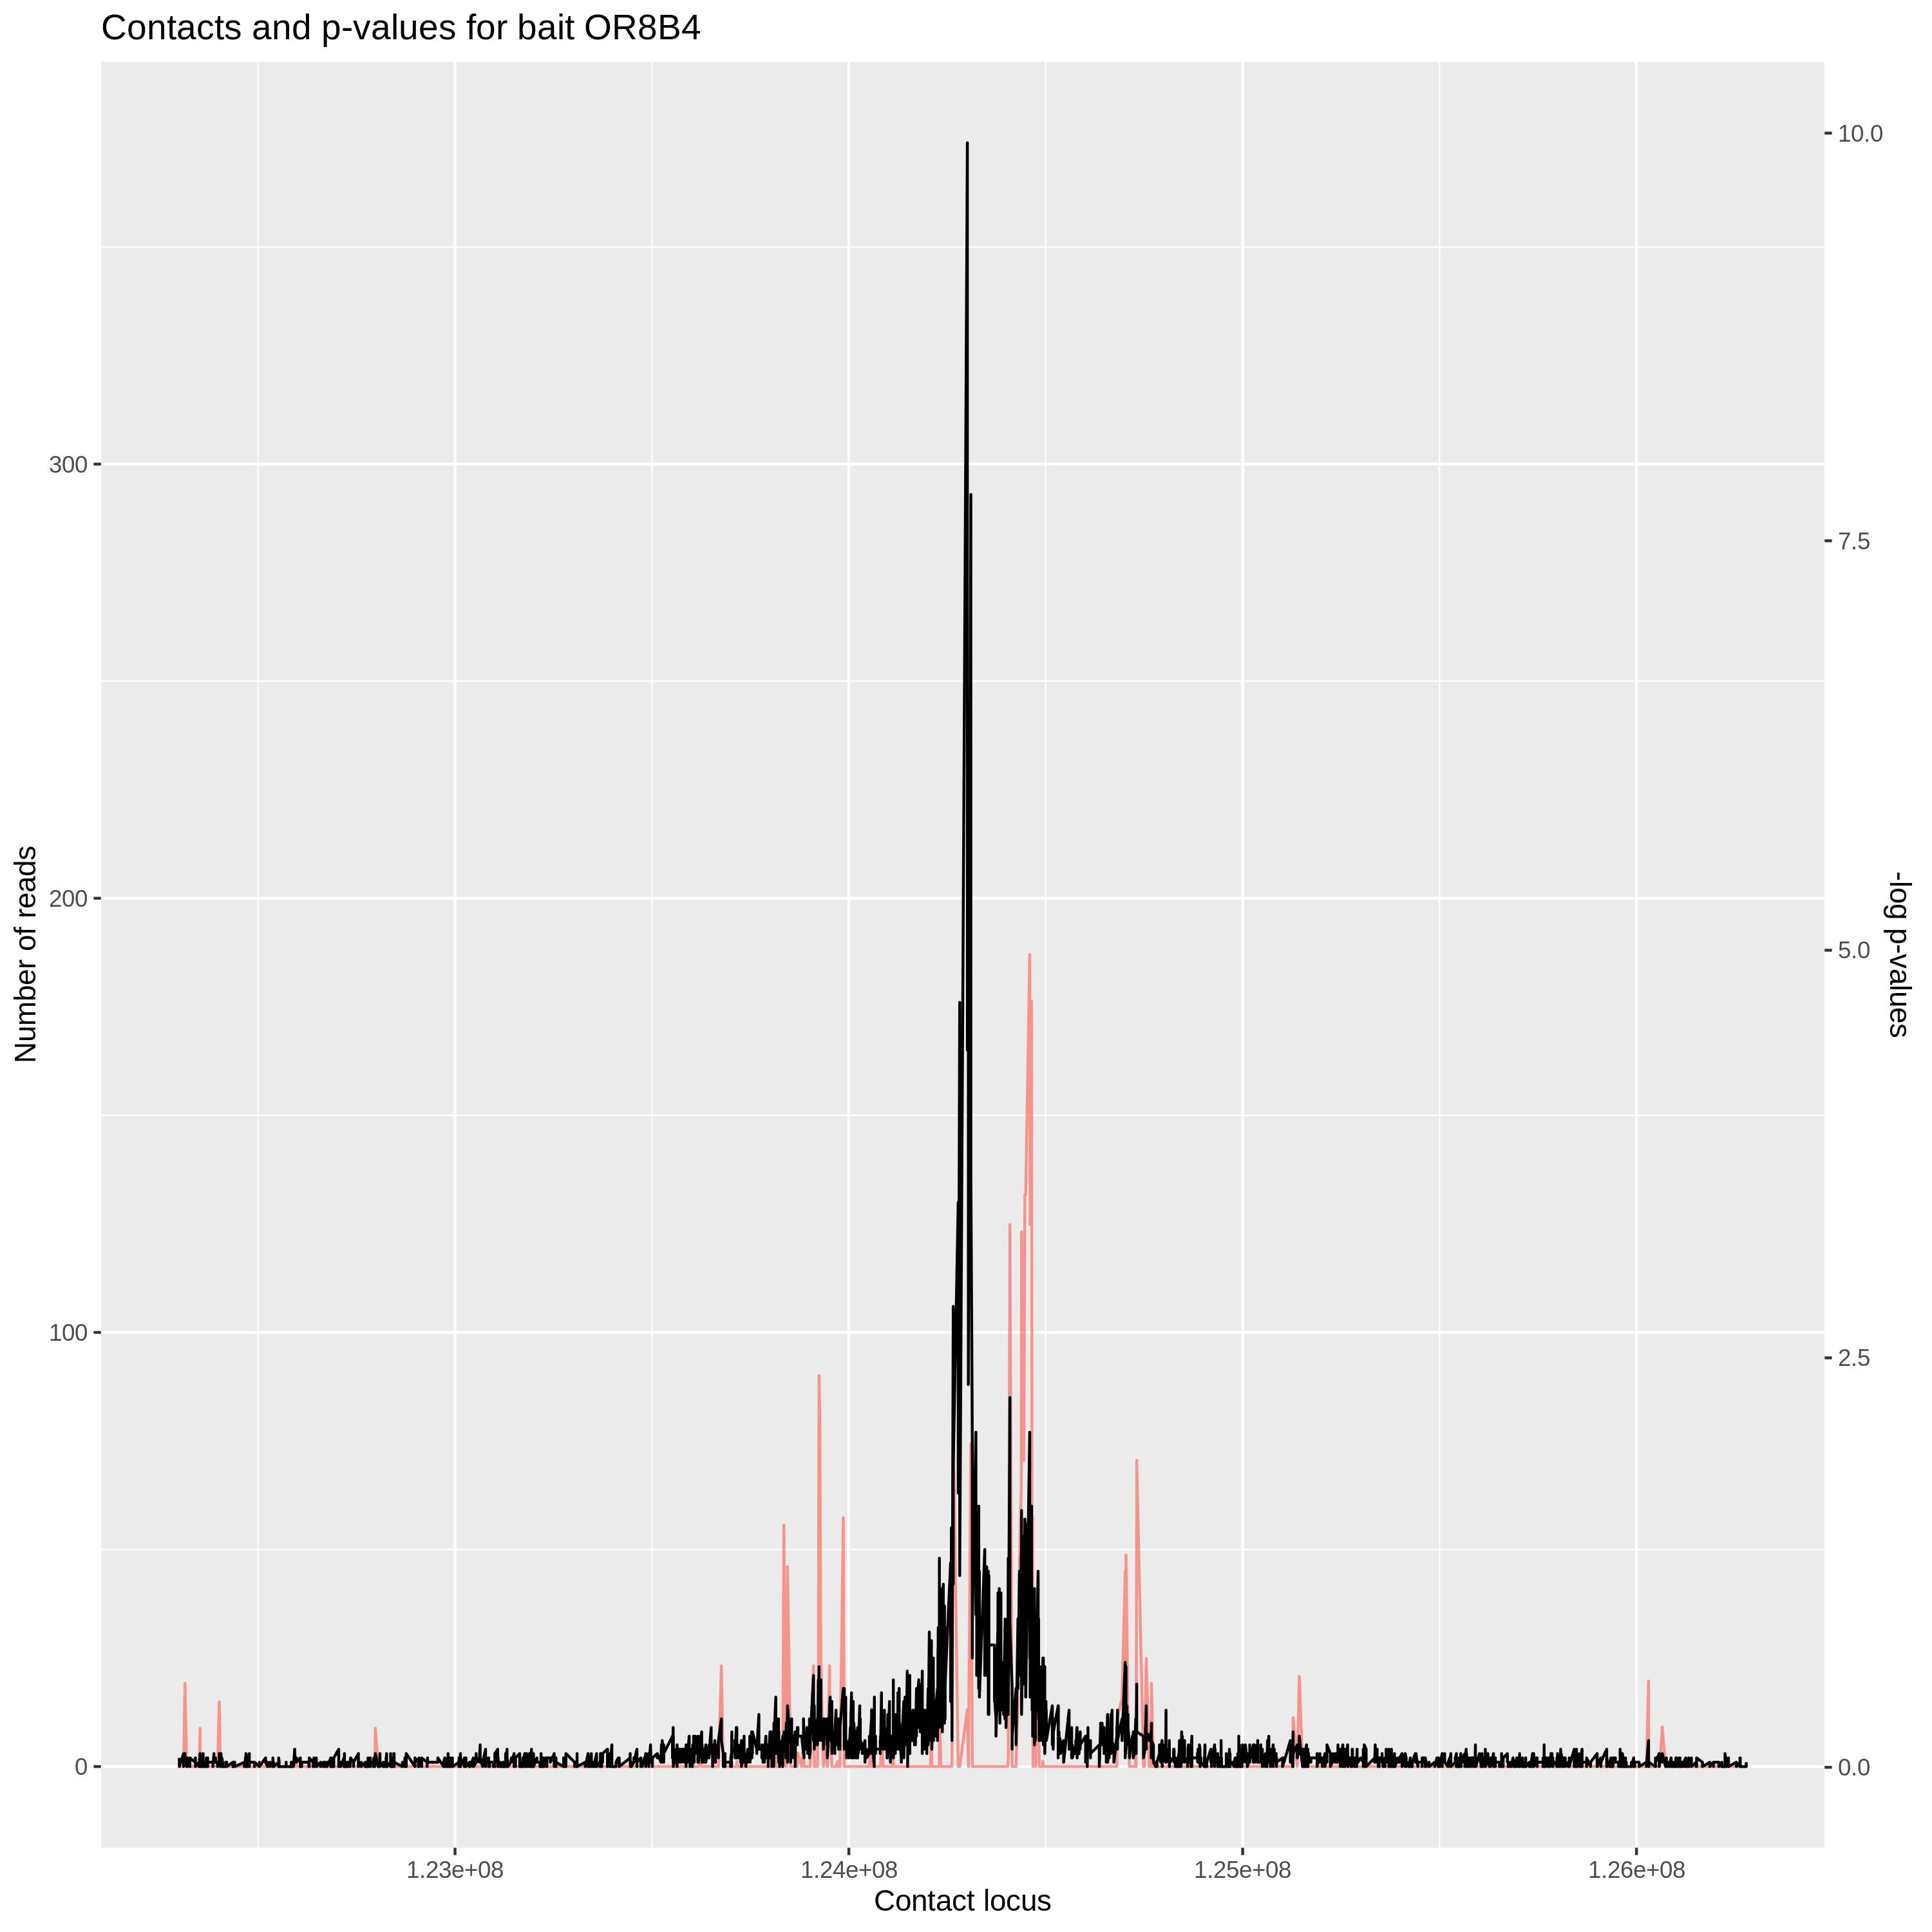 Contacts and p-values for bait OR8B4
Number of reads
300
200
100
0
10.0
7.5
5.0
2.5
0.0
-log p-values
1.23e+08
1.24e+08
1.25e+08
1.26e+08
Contact locus